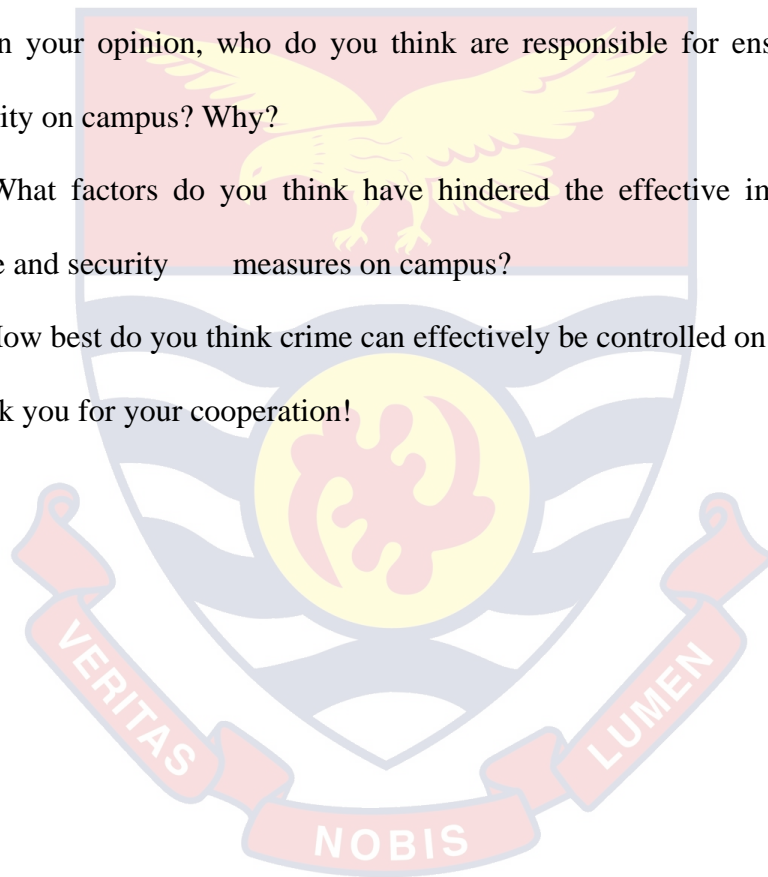 n your opinion, who do you think are responsible for ens
ity on campus? Why?
What factors do you think have hindered the effective in
e and security measures on campus?
How best do you think crime can effectively be controlled on
k you for your cooperation!
VERITAS
NOBIS
LUMEN